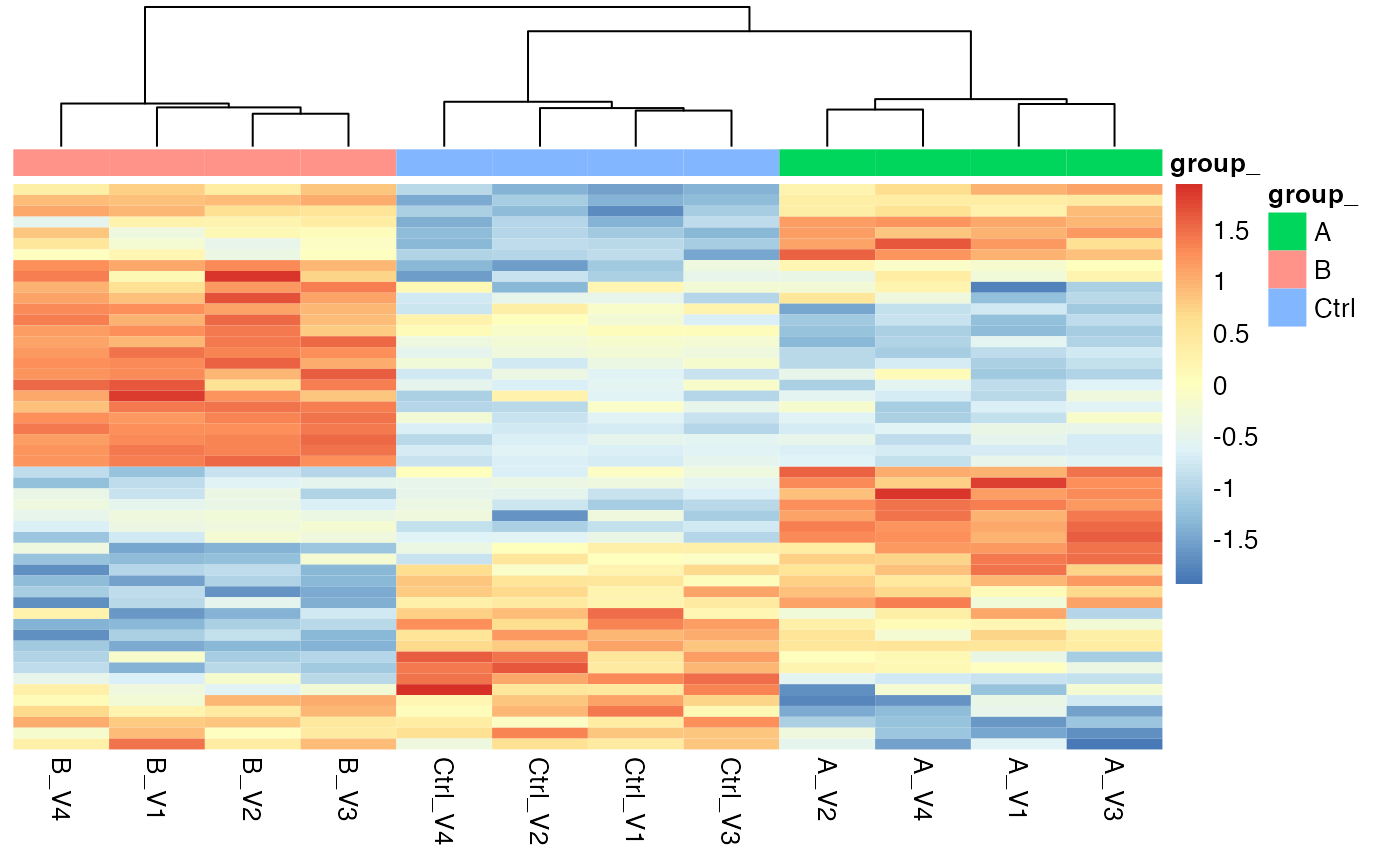 group_
1.5
1
0.5
0
-0.5
-1
-1.5
group_
A
B
Ctrl
B_V4
B_V1
B_V2
B_V3
Ctrl_V4
Ctrl_V2
Ctrl_V1
Ctrl_V3
A_V2
A_V4
A_V1
A_V3